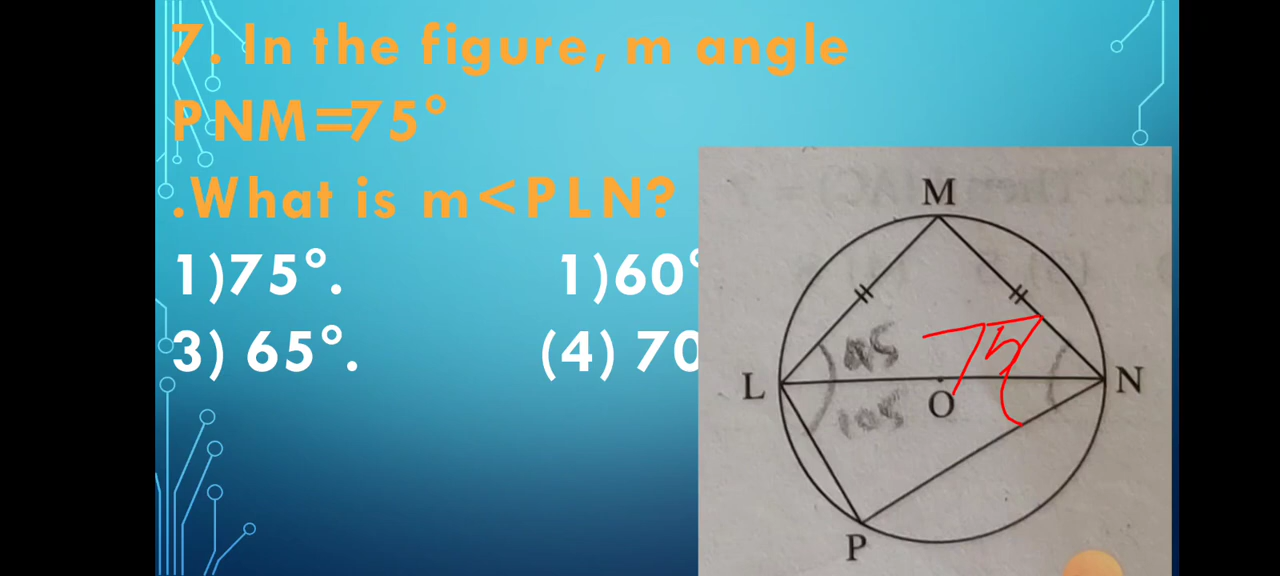 7. In the figure, m angle
PNM=75°
.What is m<PLN?
1)75°. 1)60°
3) 65°. (4) 70
M
L
O
N
P
45
105
75